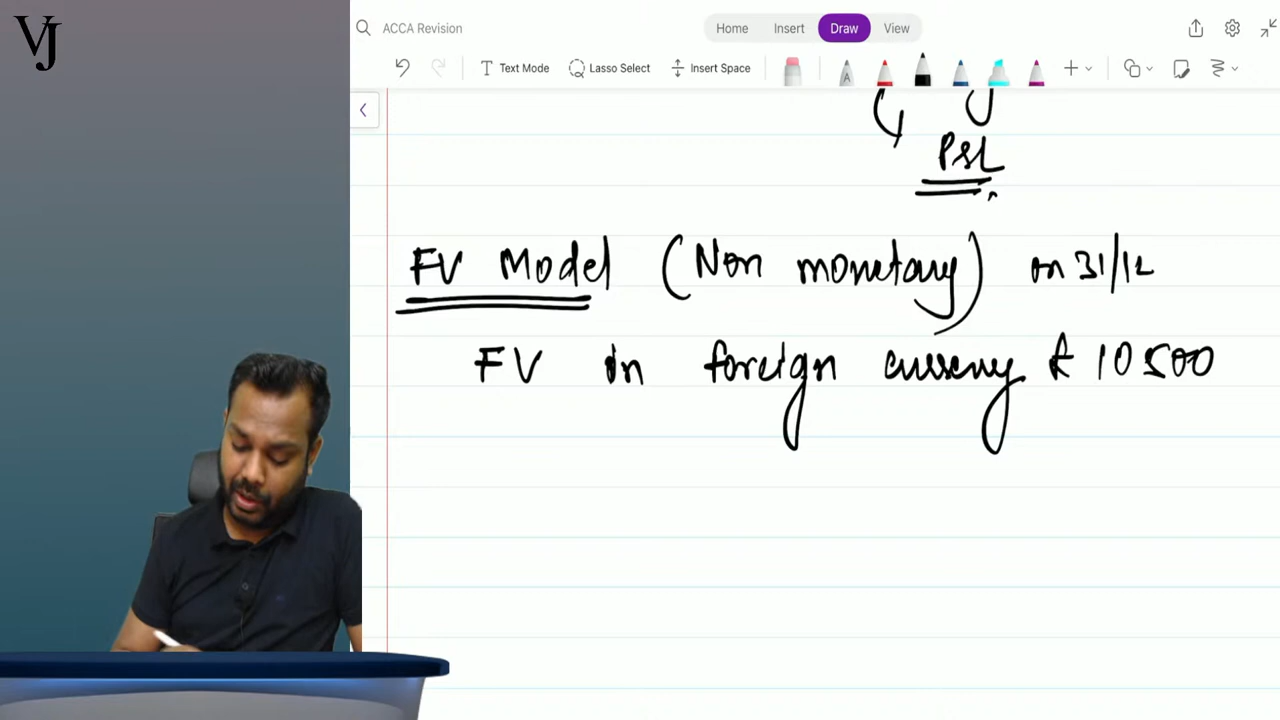 VJ
ACCA Revision
Home Insert Draw View
Text Mode Lasso Select Insert Space
PSL
FV Model (Non monetary) on 31/12
FV in foreign currency £ 10500